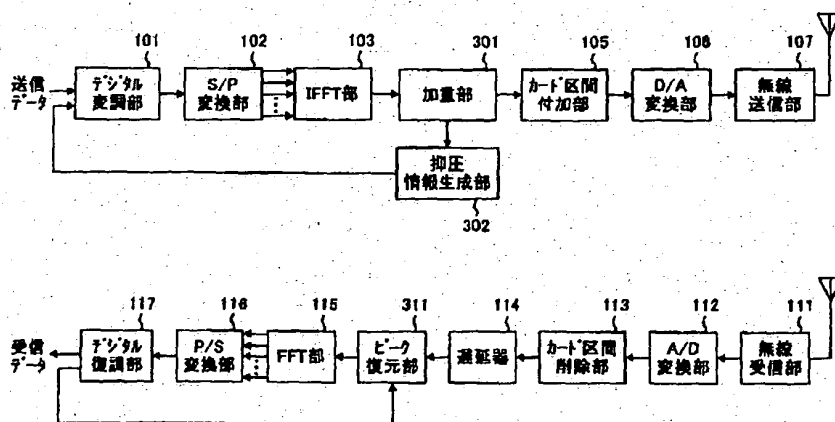 101
102
103
301
105
106
107
送信
データ
デジタル
変調部
S/P
変換部
IFFT部
加重部
ガード区間
付加部
D/A
変換部
無線
送信部
抑圧
情報生成部
302
117
116
115
311
114
113
112
111
受信
データ
デジタル
復調部
P/S
変換部
FFT部
ピーク
復元部
遅延器
ガード区間
削除部
A/D
変換部
無線
受信部